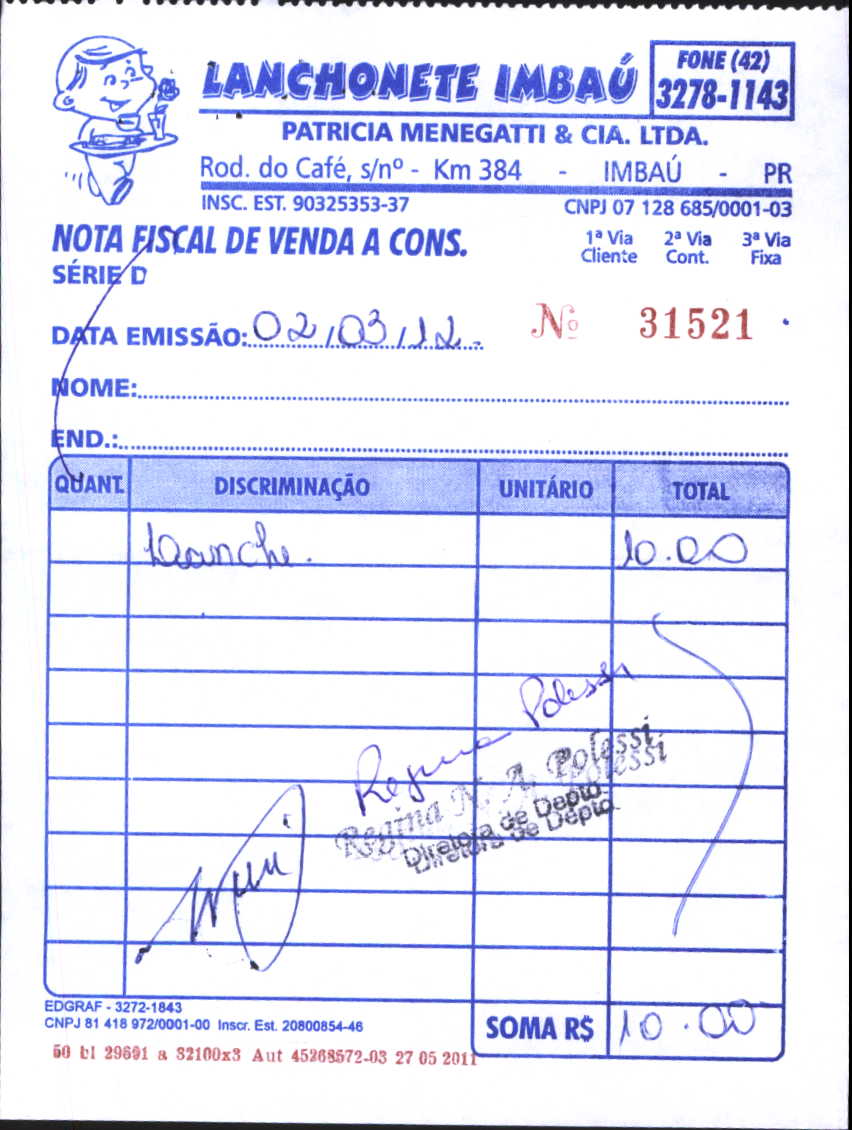 LANCHONETE IMBAÚ
FONE (42)
3278-1143
PATRICIA MENEGATTI & CIA. LTDA.
Rod. do Café, s/nº - Km 384 - IMBAÚ - PR
INSC. EST. 90325353-37 CNPJ 07 128 685/0001-03
NOTA FISCAL DE VENDA A CONS.
SÉRIE D
1ª Via Cliente
2ª Via Cont.
3ª Via Fixa
DATA EMISSÃO: 02/03/12.
Nº 31521
NOME:
END.:
QUANT. DISCRIMINAÇÃO UNITÁRIO TOTAL
Lanche. 10.00
Regina Polessi
Regina N. A. Polessi
Diretora de Depto.
SOMA R$ 10.00
EDGRAF - 3272-1843
CNPJ 81 418 972/0001-00 Inscr. Est. 20800854-46
50 bl 29601 a 32100x3 Aut 45268572-03 27 05 2011